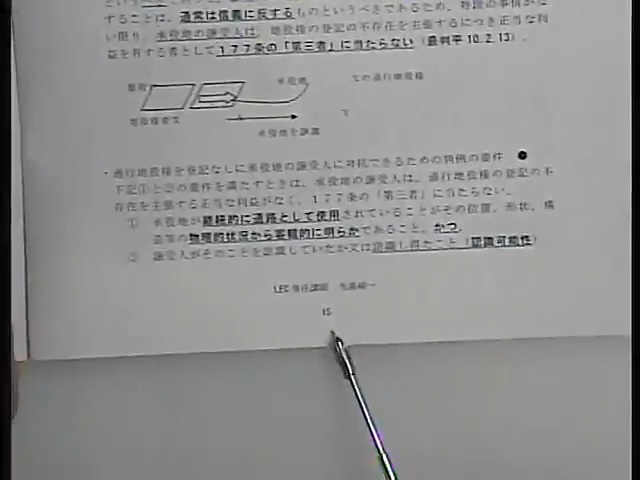 することは、通常は信義に反するものというべきであるため、特段の事情がな
い限り、承役地の譲受人は、地役権の登記の不存在を主張するにつき正当な利
益を有する者として177条の「第三者」に当たらない（最判平10.2.13）.
承役地 Xの通行地役権
地役権者X Y
承役地を譲渡
・通行地役権を登記なしに承役地の譲受人に対抗できるための判例の要件 ●
下記①と②の要件を満たすときは、承役地の譲受人は、通行地役権の登記の不
存在を主張する正当な利益がなく、177条の「第三者」に当たらない。
① 承役地が継続的に通路として使用されていることがその位置、形状、構
造等の物理的状況から客観的に明らかであること、かつ、
② 譲受人がそのことを認識していたか又は認識し得たこと（認識可能性）
LEC専任講師
15